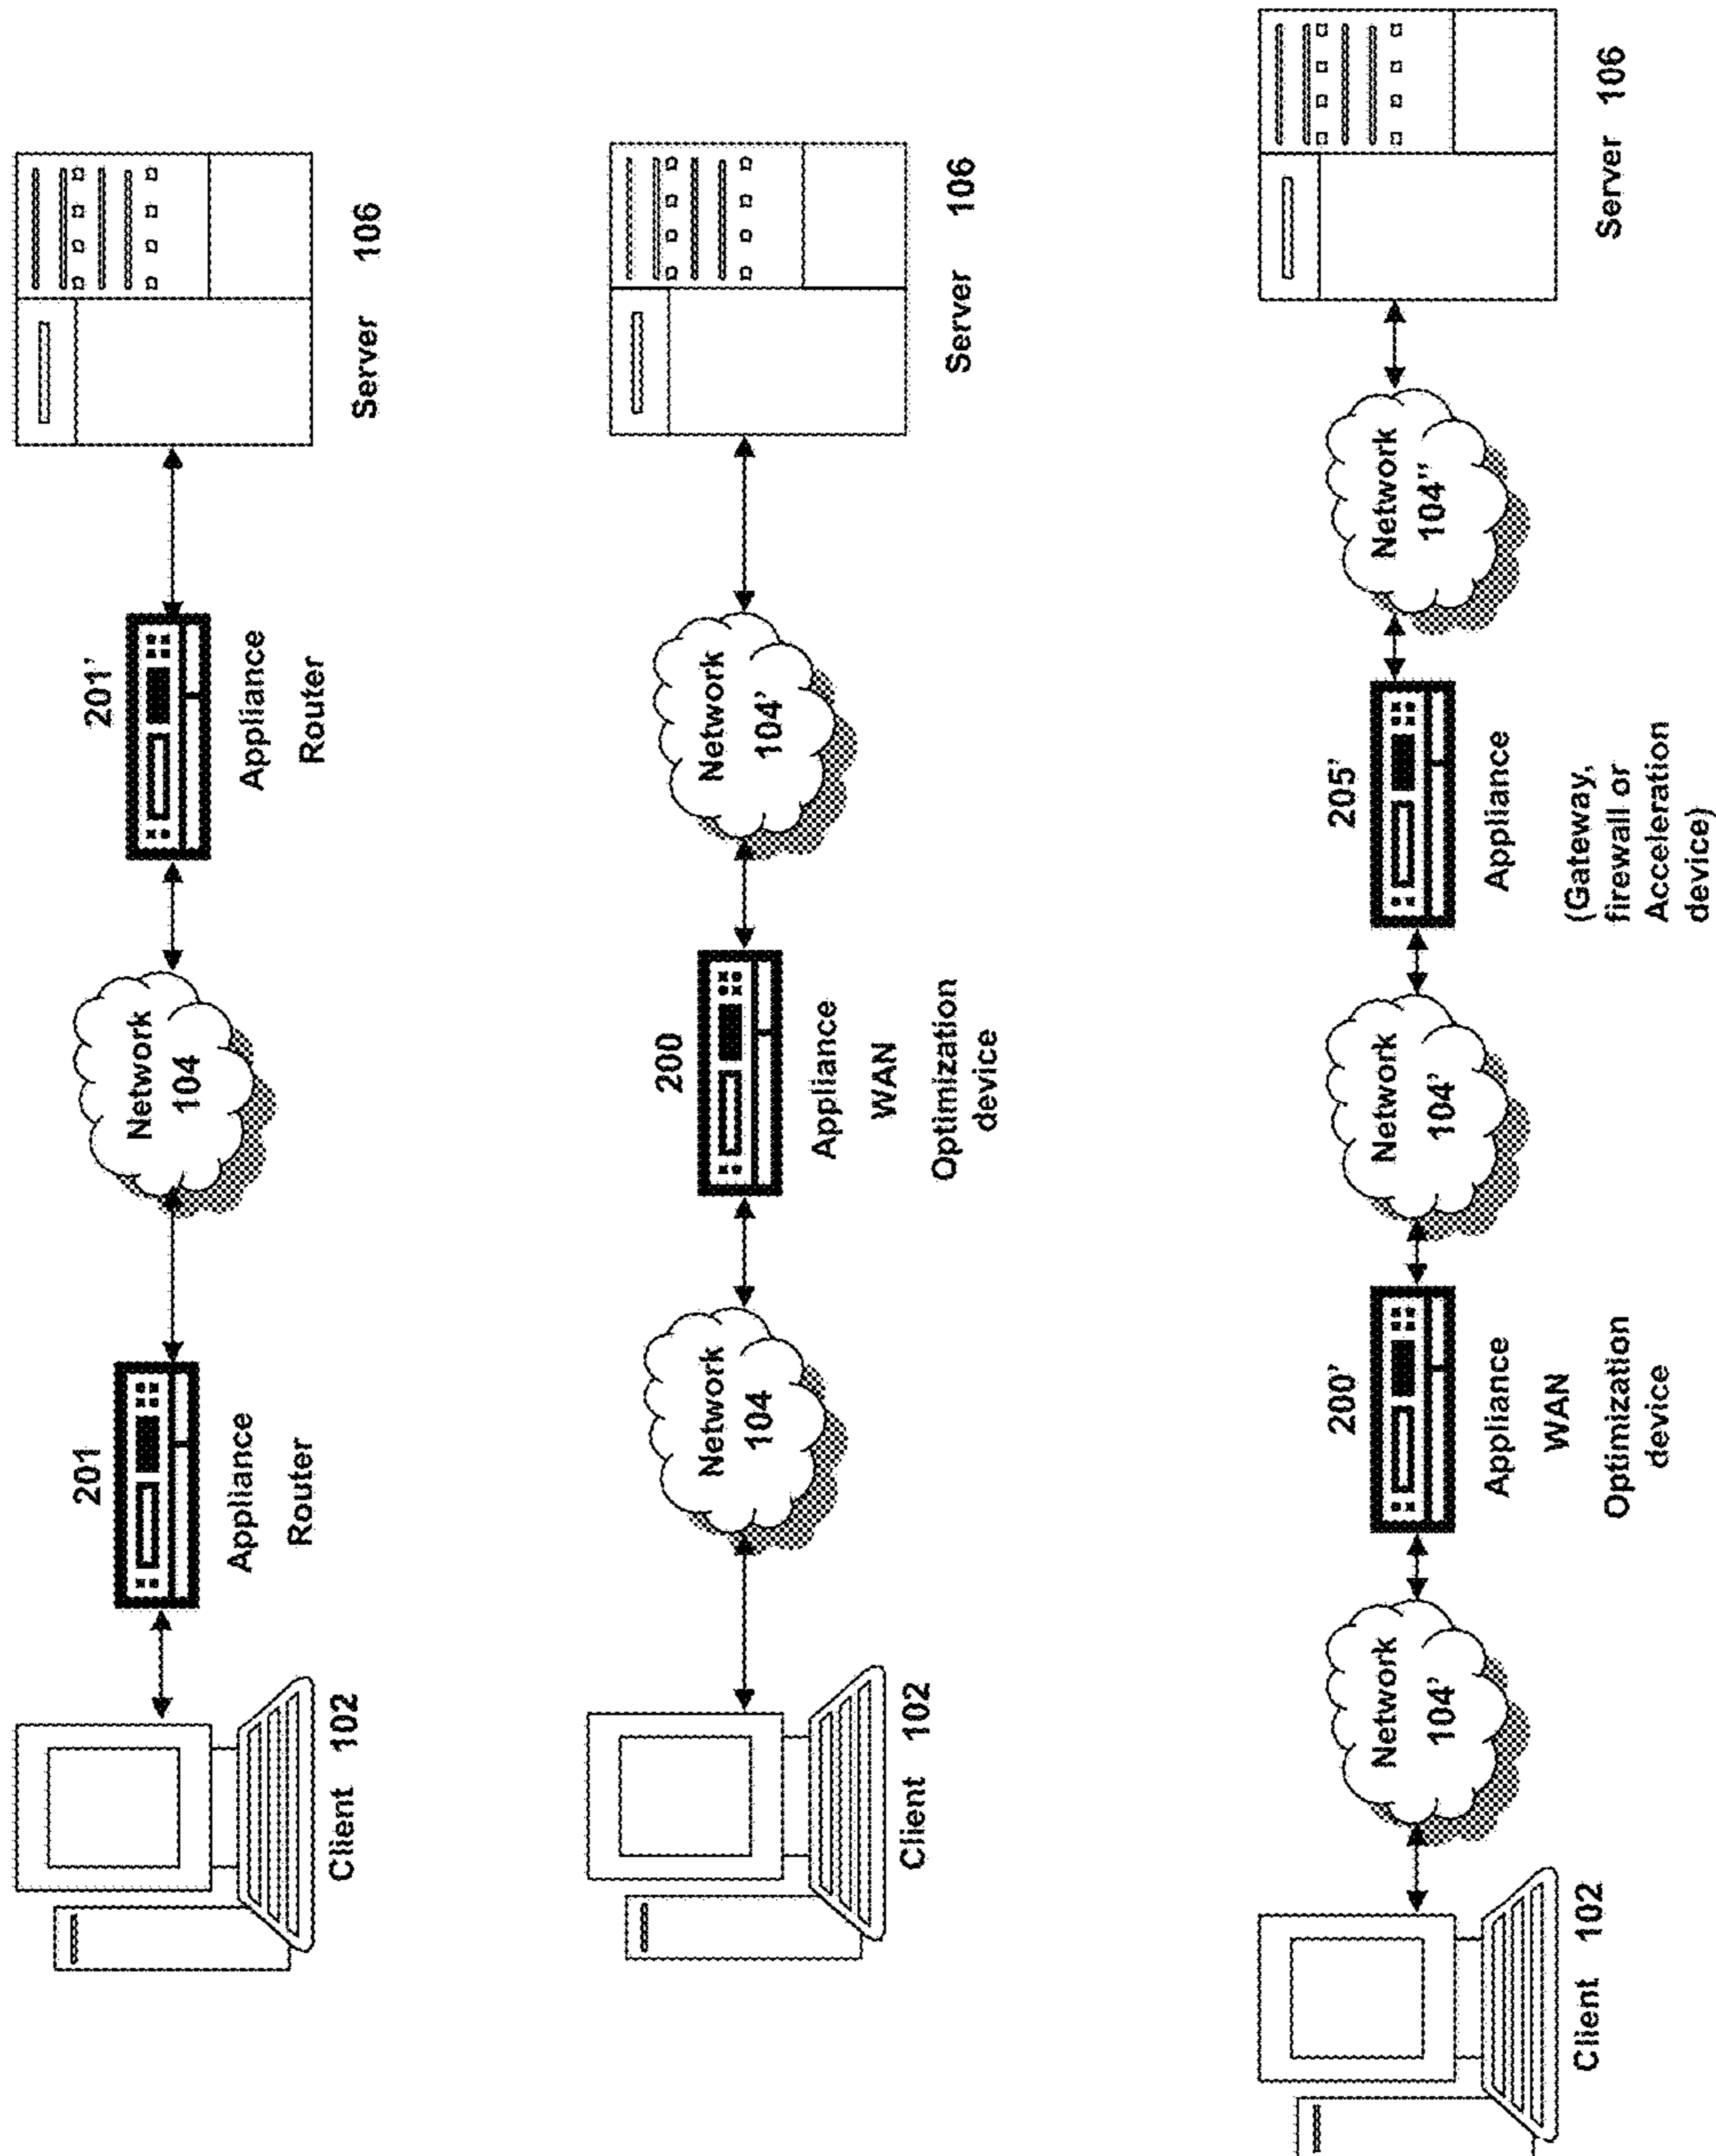 201
201'
Network
104
Appliance
Router
Appliance
Router
Client 102
Server 106
200
Network
104
Network
104'
Appliance
WAN
Optimization
device
Client 102
Server 106
200'
205'
Network
104'
Network
104'
Network
104''
Appliance
WAN
Optimization
device
Appliance
(Gateway,
firewall or
Acceleration
device)
Client 102
Server 106